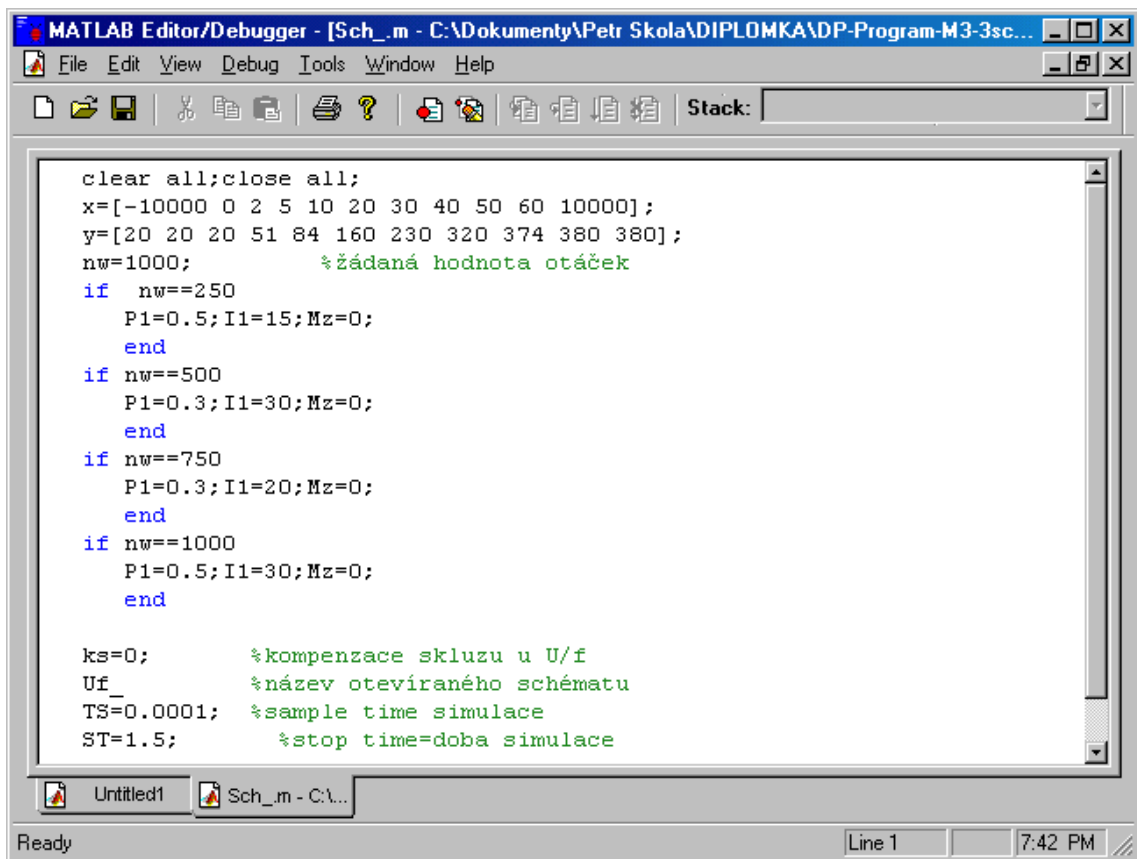 MATLAB Editor/Debugger - [Sch_.m - C:\Dokumenty\Petr Skola\DIPLOMKA\DP-Program-M3-3sc...
File Edit View Debug Tools Window Help
Stack:
clear all;close all;
x=[-10000 0 2 5 10 20 30 40 50 60 10000];
y=[20 20 20 51 84 160 230 320 374 380 380];
nw=1000; %žádaná hodnota otáček
if nw==250
P1=0.5;I1=15;Mz=0;
end
if nw==500
P1=0.3;I1=30;Mz=0;
end
if nw==750
P1=0.3;I1=20;Mz=0;
end
if nw==1000
P1=0.5;I1=30;Mz=0;
end
ks=0; %kompenzace skluzu u U/f
Uf_ %název otevíraného schématu
TS=0.0001; %sample time simulace
ST=1.5; %stop time=doba simulace
Untitled1 Sch_.m - C:\...
Ready Line 1 7:42 PM